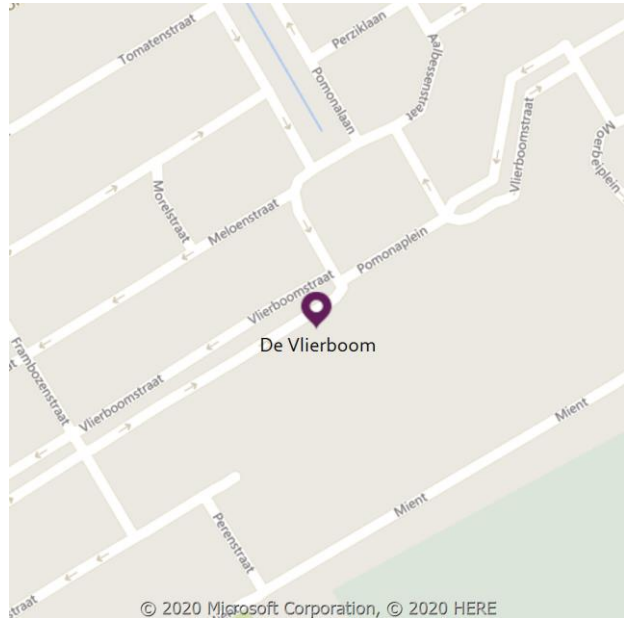 Tomatenstraat
Perziklaan
Aalbessenstraat
Pomonalaan
Vlierboomstraat
Moerbeiplein
Morelstraat
Meloenstraat
Pomonaplein
Vlierboomstraat
De Vlierboom
Frambozenstraat
Vlierboomstraat
Mient
Mient
Perenstraat
straat
© 2020 Microsoft Corporation, © 2020 HERE